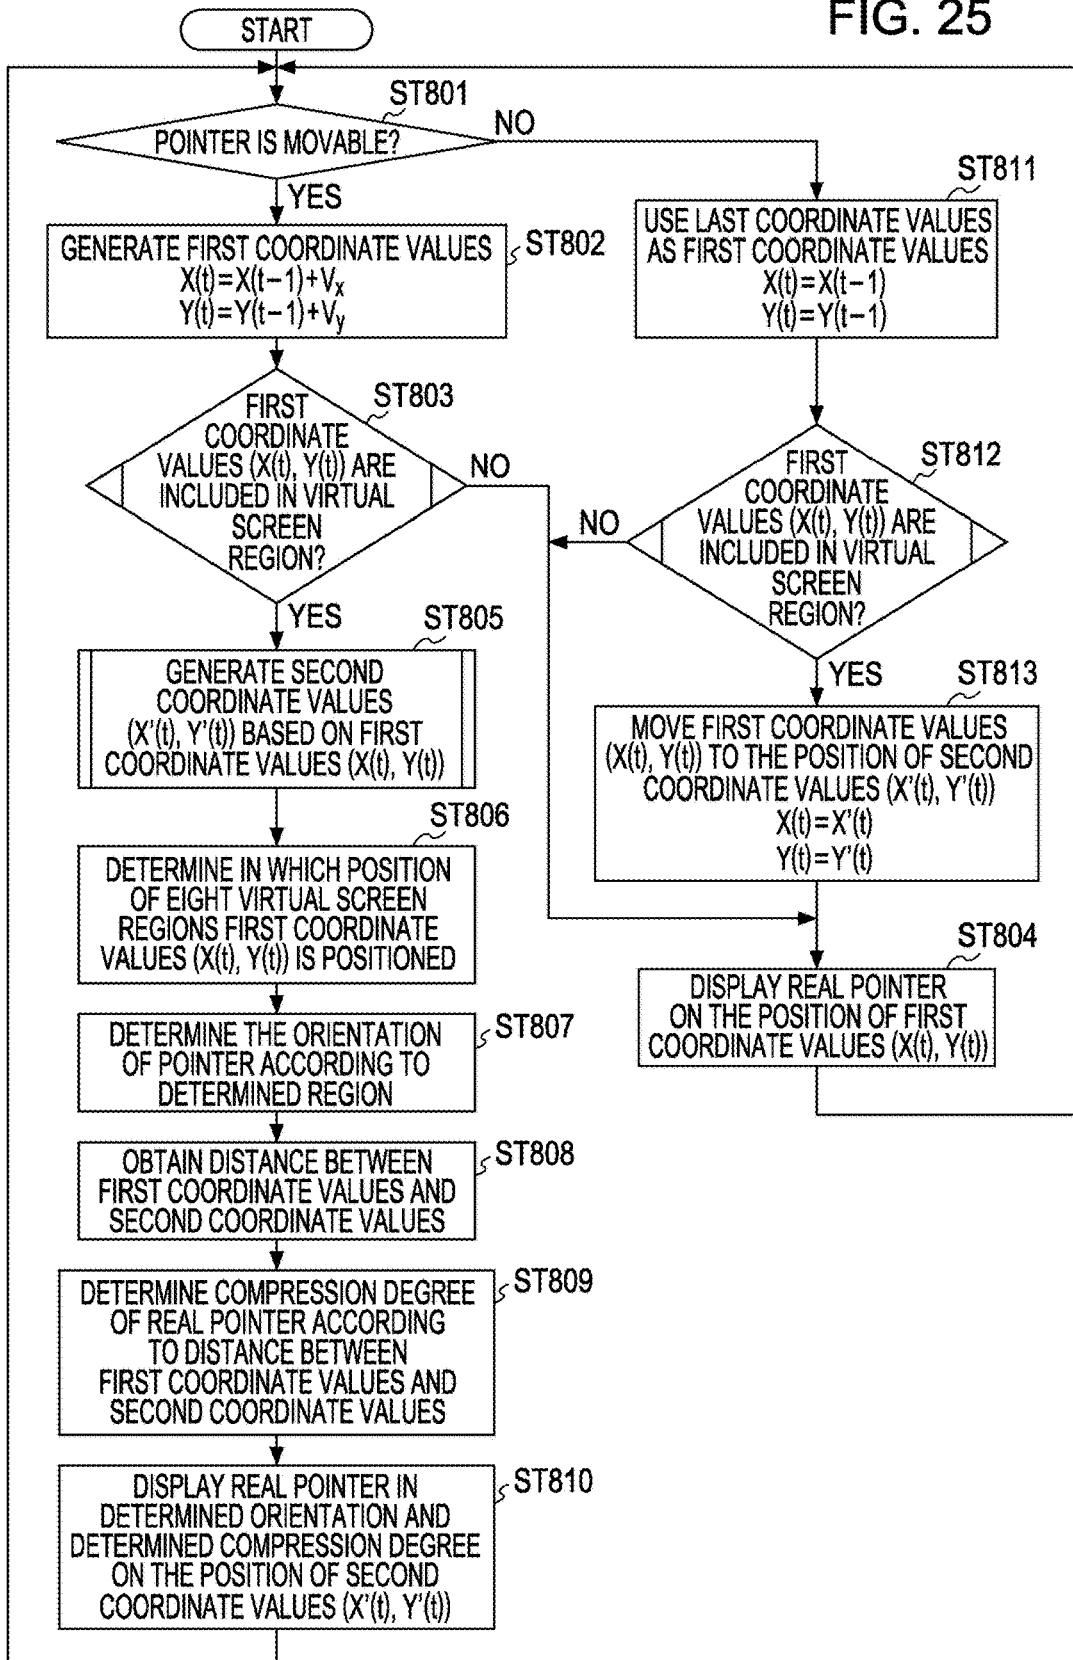 FIG. 25
START
ST801
POINTER IS MOVABLE?
NO
YES
ST802
GENERATE FIRST COORDINATE VALUES
X(t)=X(t−1)+Vx
Y(t)=Y(t−1)+Vy
ST811
USE LAST COORDINATE VALUES
AS FIRST COORDINATE VALUES
X(t)=X(t−1)
Y(t)=Y(t−1)
ST803
FIRST
COORDINATE
VALUES (X(t), Y(t)) ARE
INCLUDED IN VIRTUAL
SCREEN
REGION?
NO
YES
ST812
FIRST
COORDINATE
VALUES (X(t), Y(t)) ARE
INCLUDED IN VIRTUAL
SCREEN
REGION?
NO
YES
ST805
GENERATE SECOND
COORDINATE VALUES
(X'(t), Y'(t)) BASED ON FIRST
COORDINATE VALUES (X(t), Y(t))
ST813
MOVE FIRST COORDINATE VALUES
(X(t), Y(t)) TO THE POSITION OF SECOND
COORDINATE VALUES (X'(t), Y'(t))
X(t)=X'(t)
Y(t)=Y'(t)
ST806
DETERMINE IN WHICH POSITION
OF EIGHT VIRTUAL SCREEN
REGIONS FIRST COORDINATE
VALUES (X(t), Y(t)) IS POSITIONED
ST804
DISPLAY REAL POINTER
ON THE POSITION OF FIRST
COORDINATE VALUES (X(t), Y(t))
ST807
DETERMINE THE ORIENTATION
OF POINTER ACCORDING TO
DETERMINED REGION
ST808
OBTAIN DISTANCE BETWEEN
FIRST COORDINATE VALUES AND
SECOND COORDINATE VALUES
ST809
DETERMINE COMPRESSION DEGREE
OF REAL POINTER ACCORDING
TO DISTANCE BETWEEN
FIRST COORDINATE VALUES AND
SECOND COORDINATE VALUES
ST810
DISPLAY REAL POINTER IN
DETERMINED ORIENTATION AND
DETERMINED COMPRESSION DEGREE
ON THE POSITION OF SECOND
COORDINATE VALUES (X'(t), Y'(t))